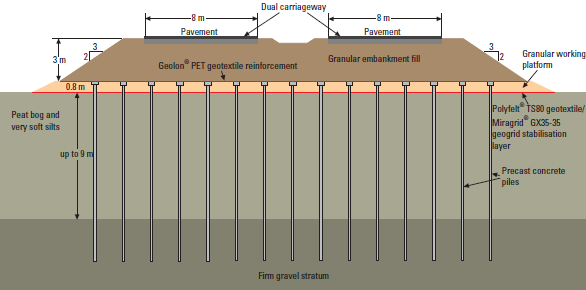 Dual carriageway
8 m
8 m
Pavement
Pavement
3
2
3 m
Geolon® PET geotextile reinforcement
Granular embankment fill
3
2
Granular working
platform
0.8 m
Peat bog and
very soft silts
Polyfelt® TS80 geotextile/
Miragrid® GX35-35
geogrid stabilisation
layer
up to 9 m
Precast concrete
piles
Firm gravel stratum